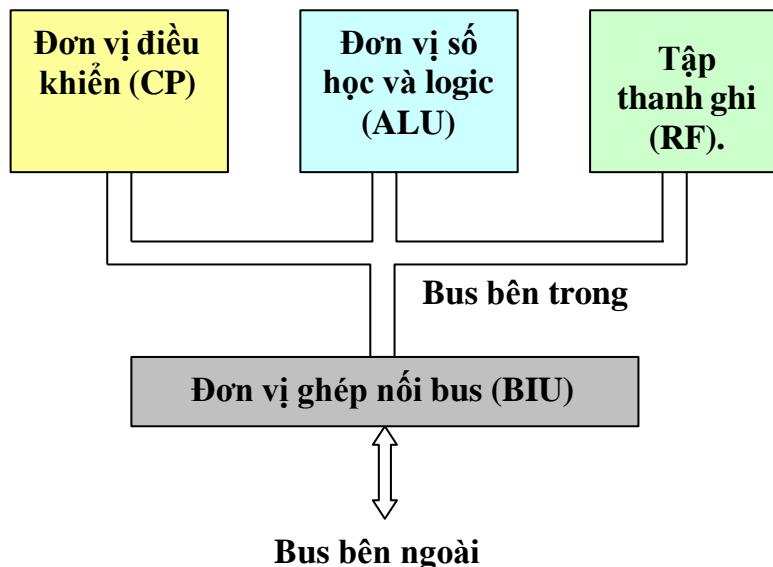 Đơn vị điều
khiển (CP)
Đơn vị số
học và logic
(ALU)
Tập
thanh ghi
(RF).
Bus bên trong
Đơn vị ghép nối bus (BIU)
Bus bên ngoài